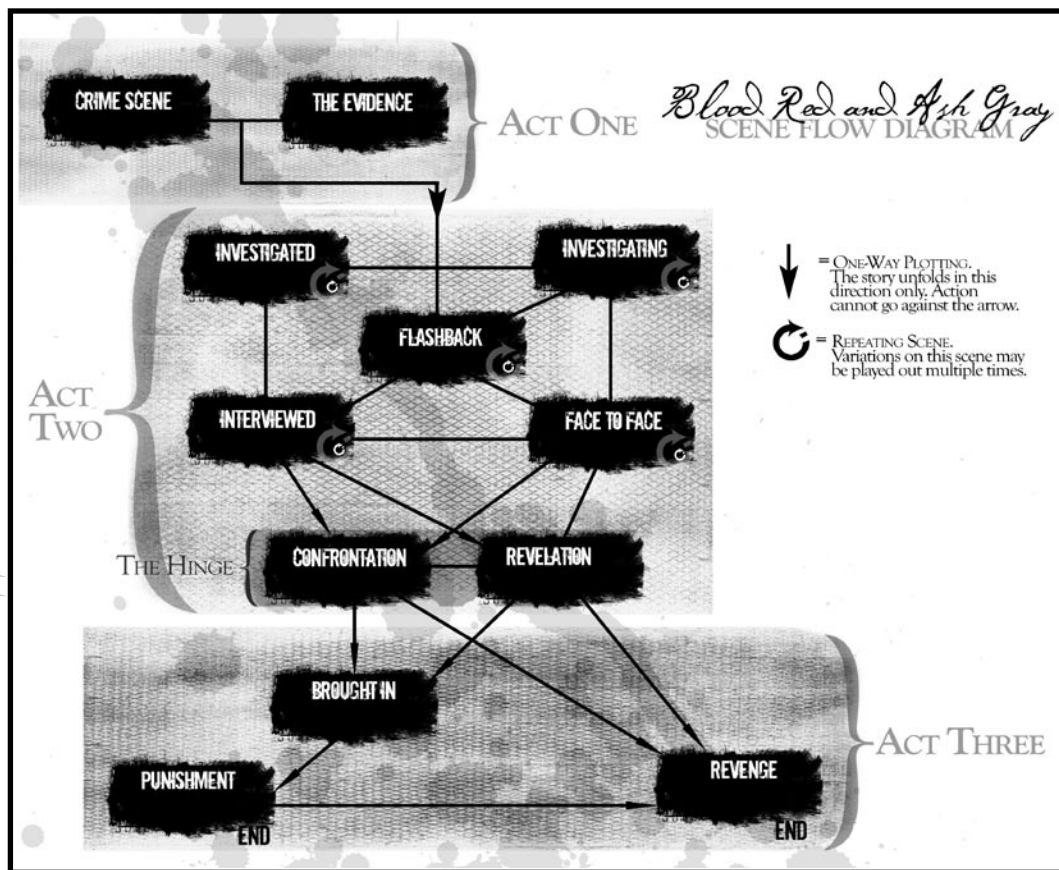 CRIME SCENE
THE EVIDENCE
ACT ONE
Blood Red and Ash Gray
SCENE FLOW DIAGRAM
INVESTIGATED
INVESTIGATING
= ONE-WAY PLOTTING.
The story unfolds in this
direction only. Action
cannot go against the arrow.
= REPEATING SCENE.
Variations on this scene may
be played out multiple times.
FLASHBACK
ACT
TWO
INTERVIEWED
FACE TO FACE
THE HINGE
CONFRONTATION
REVELATION
BROUGHT IN
ACT THREE
PUNISHMENT
END
REVENGE
END